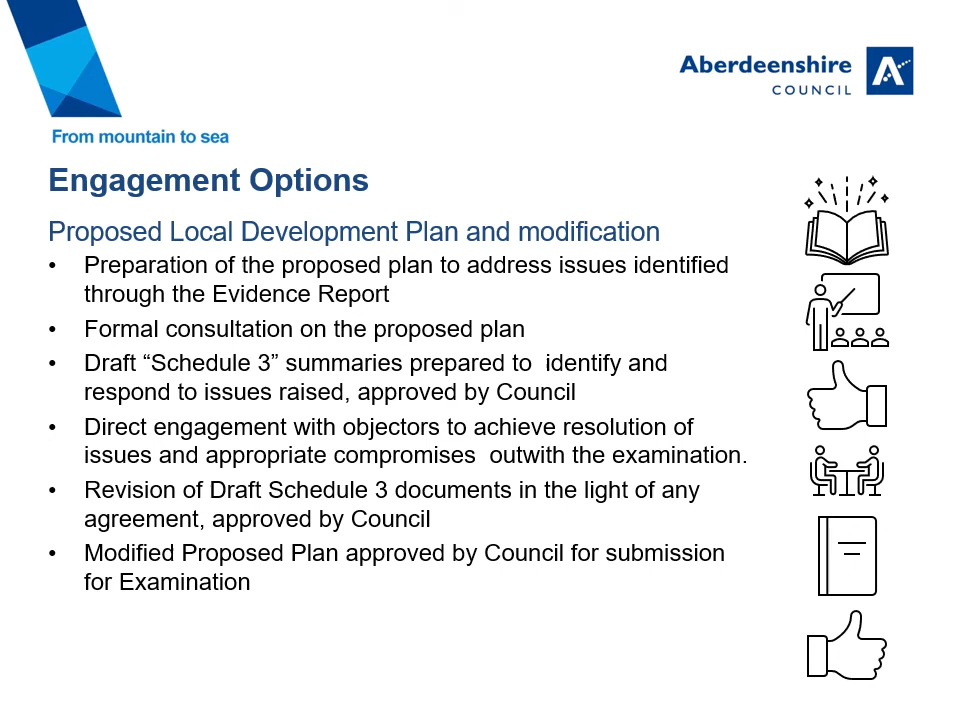 Aberdeenshire
COUNCIL
From mountain to sea
Engagement Options
Proposed Local Development Plan and modification
• Preparation of the proposed plan to address issues identified
through the Evidence Report
• Formal consultation on the proposed plan
• Draft “Schedule 3” summaries prepared to  identify and
respond to issues raised, approved by Council
• Direct engagement with objectors to achieve resolution of
issues and appropriate compromises  outwith the examination.
• Revision of Draft Schedule 3 documents in the light of any
agreement, approved by Council
• Modified Proposed Plan approved by Council for submission
for Examination